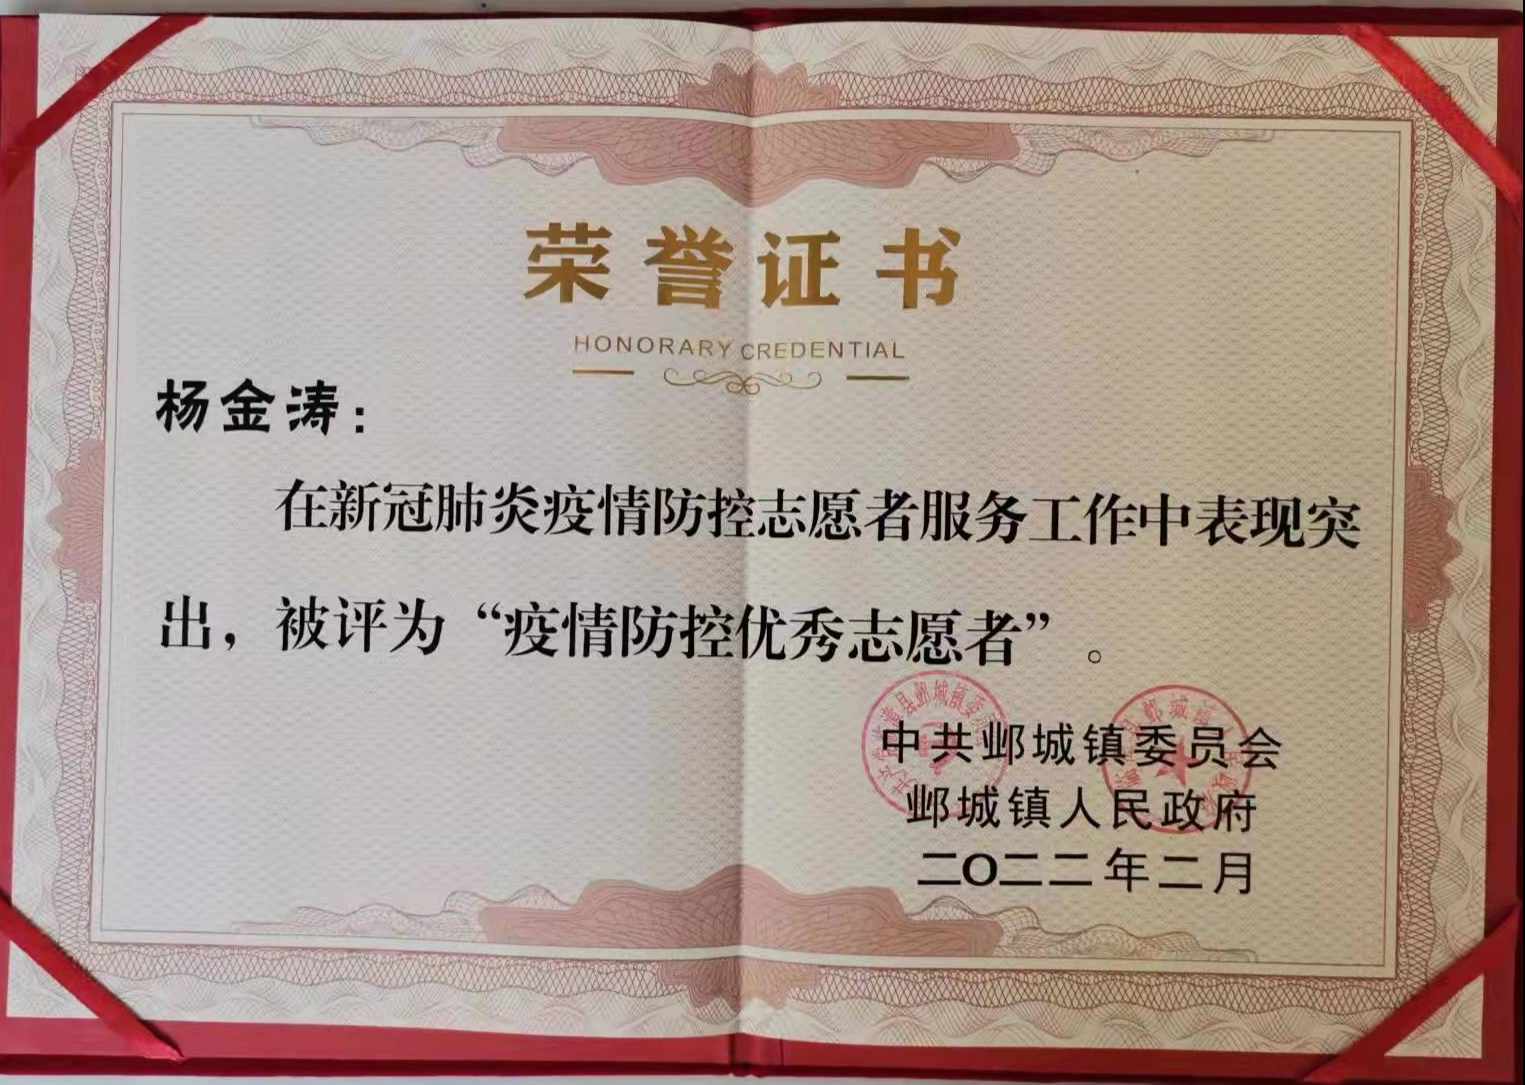 荣誉证书
HONORARY CREDENTIAL
杨金涛：
在新冠肺炎疫情防控志愿者服务工作中表现突
出，被评为“疫情防控优秀志愿者”。
中共邺城镇委员会
邺城镇人民政府
二〇二二年二月